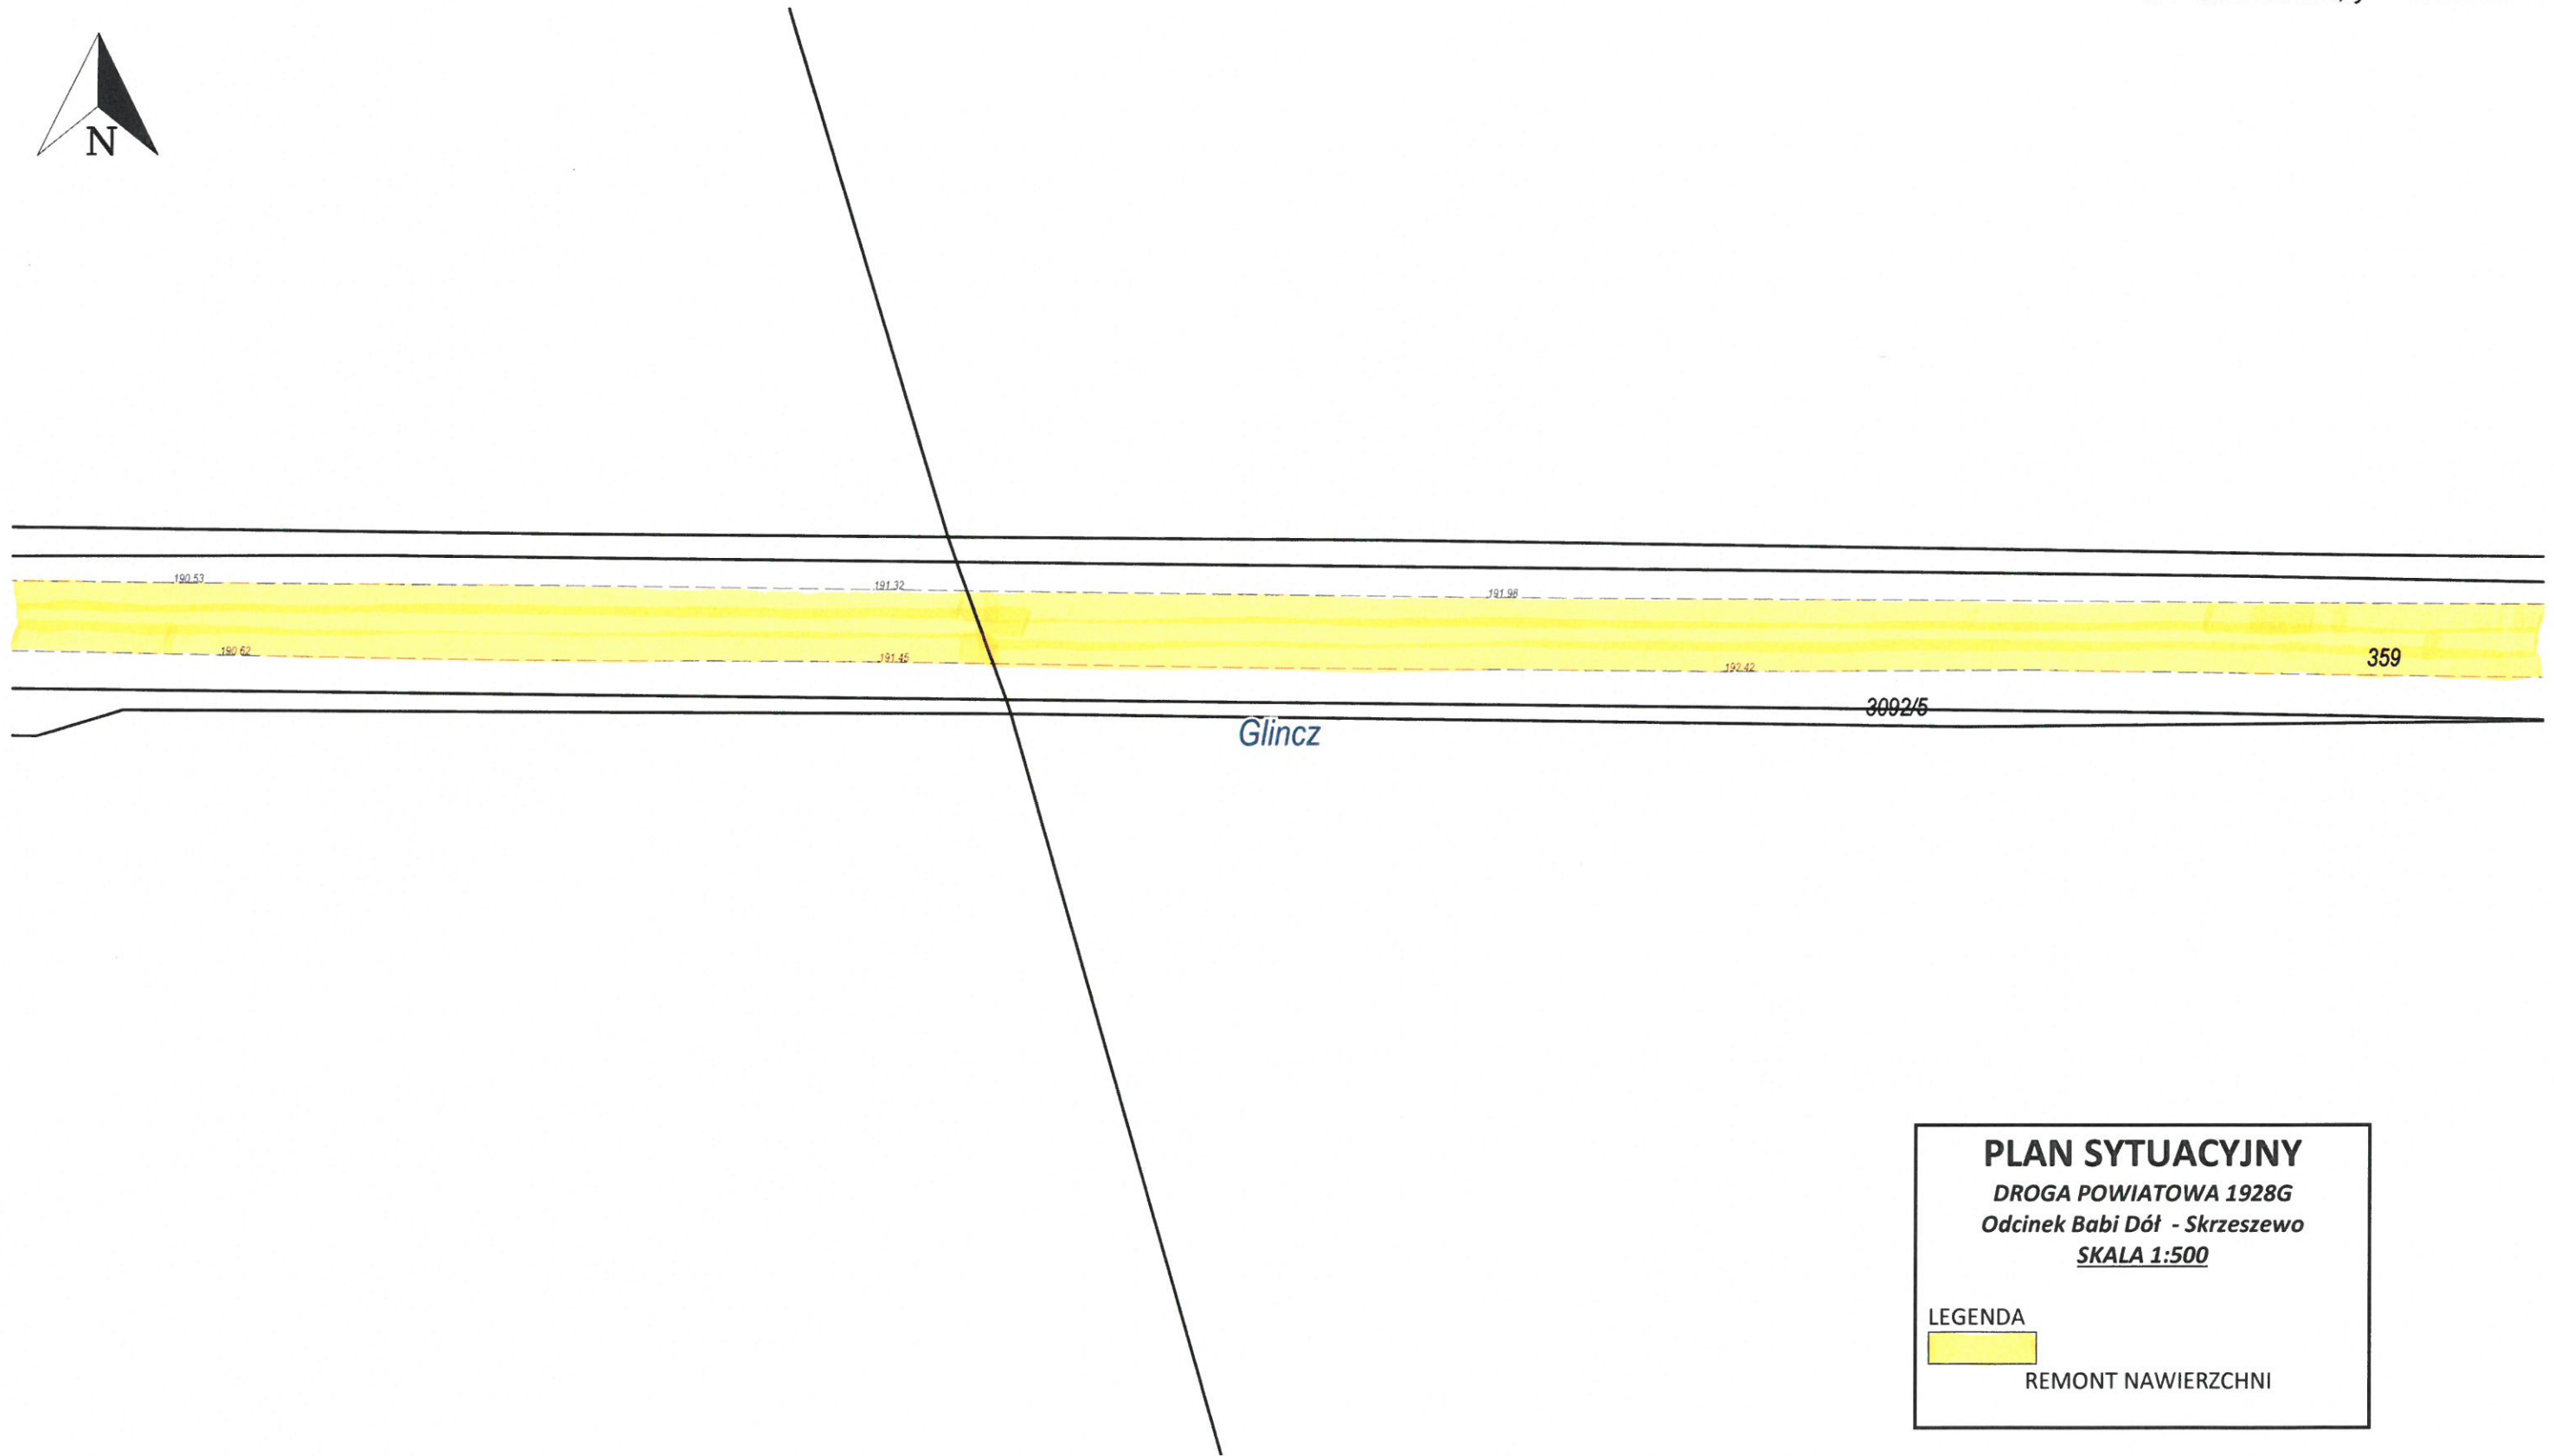 N
190.53
191.32
191.98
190.62
191.45
192.42
359
3092/5
Glincz
PLAN SYTUACYJNY
DROGA POWIATOWA 1928G
Odcinek Babi Dół - Skrzeszewo
SKALA 1:500
LEGENDA
REMONT NAWIERZCHNI